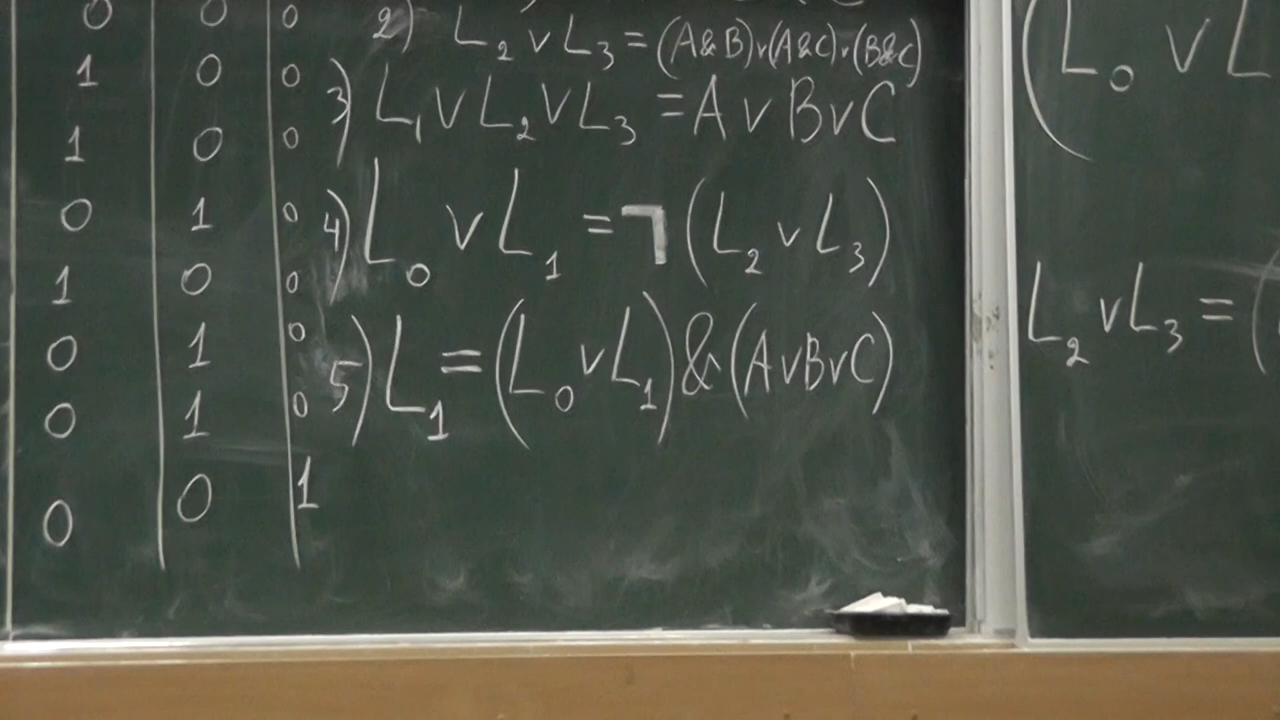 0 0 0
1 0 0
1 0 0
0 1 0
1 0 0
0 1 0
0 1 0
0 0 1
2) L₂ v L₃ = (A&B)v(A&C)v(B&C)
3) L₁ v L₂ v L₃ = A v B v C
4) L₀ v L₁ = ¬(L₂ v L₃)
5) L₁ = (L₀ v L₁) & (A v B v C)
(L₀ v L
L₂ v L₃ = (